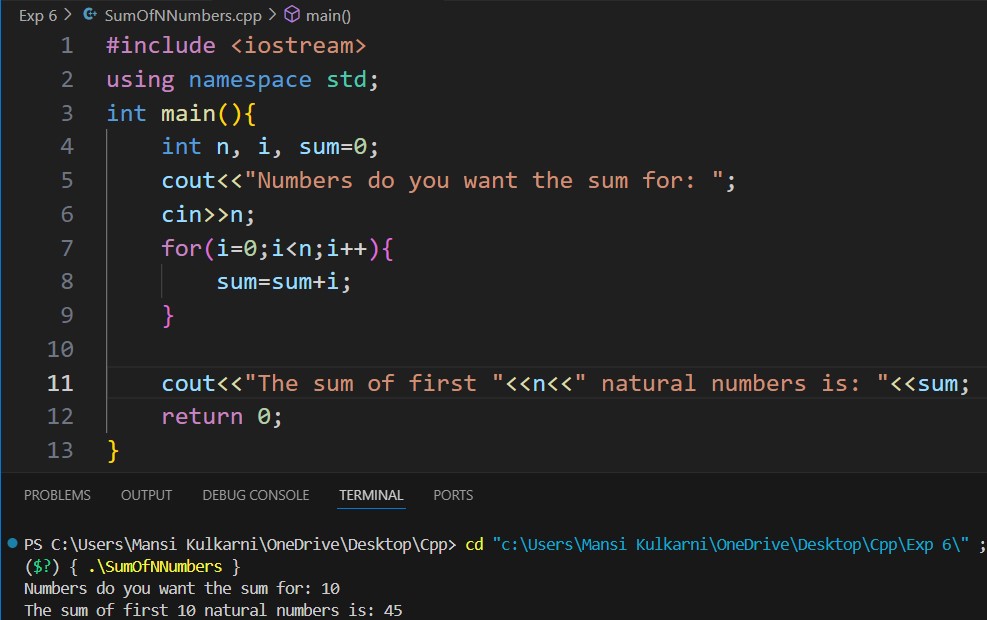 Exp 6 > SumOfNNumbers.cpp > main()
1 #include <iostream>
2 using namespace std;
3 int main(){
4     int n, i, sum=0;
5     cout<<"Numbers do you want the sum for: ";
6     cin>>n;
7     for(i=0;i<n;i++){
8         sum=sum+i;
9     }
10
11     cout<<"The sum of first "<<n<<" natural numbers is: "<<sum;
12     return 0;
13 }
PROBLEMS OUTPUT DEBUG CONSOLE TERMINAL PORTS
PS C:\Users\Mansi Kulkarni\OneDrive\Desktop\Cpp> cd "c:\Users\Mansi Kulkarni\OneDrive\Desktop\Cpp\Exp 6\" ;
($?) { .\SumOfNNumbers }
Numbers do you want the sum for: 10
The sum of first 10 natural numbers is: 45